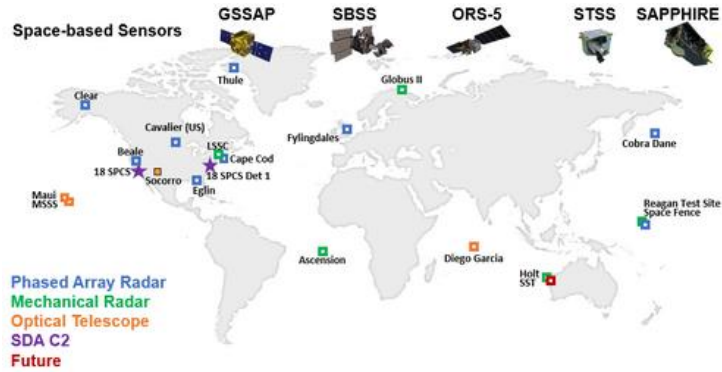 Space-based Sensors
GSSAP
SBSS
ORS-5
STSS
SAPPHIRE
Thule
Globus II
Clear
Cavalier (US)
LSSC
Fylingdales
Cobra Dane
Beale
Cape Cod
18 SPCS
Socorro
18 SPCS Det 1
Eglin
Maui
MSSS
Reagan Test Site
Space Fence
Ascension
Diego Garcia
Holt
SST
Phased Array Radar
Mechanical Radar
Optical Telescope
SDA C2
Future